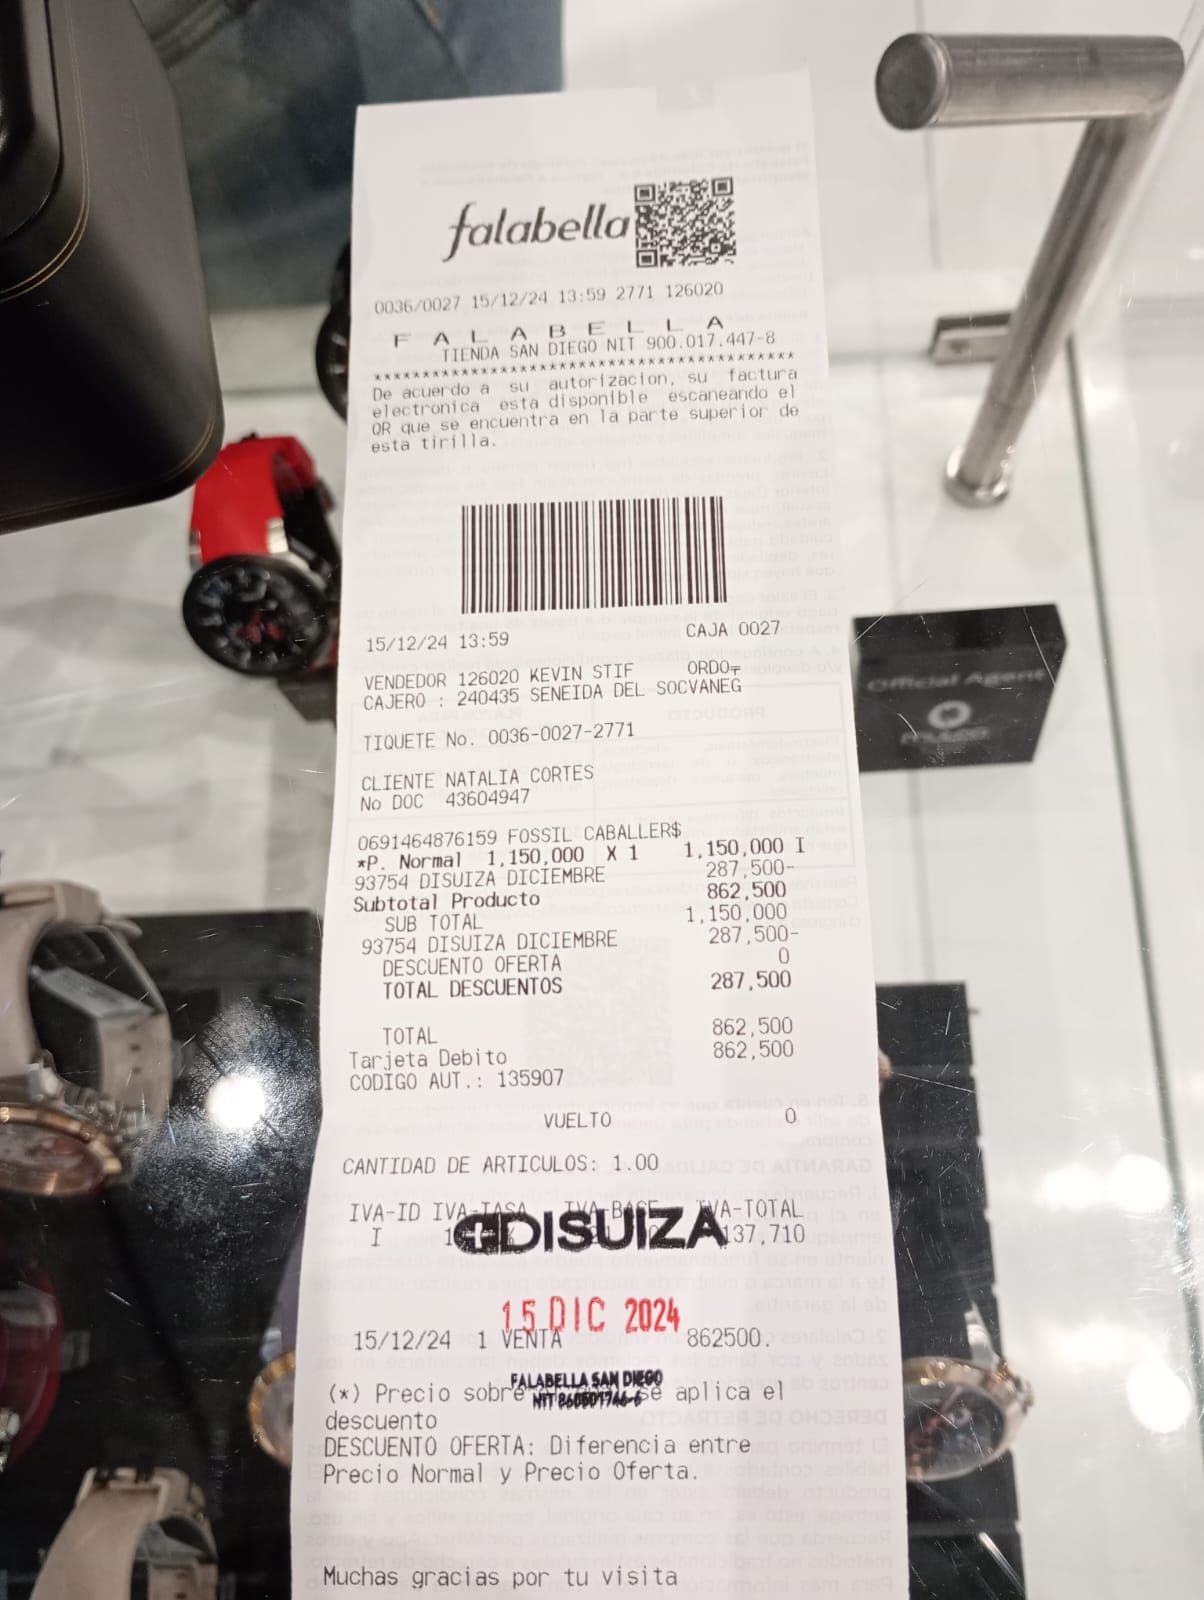 falabella
0036/0027 15/12/24 13:59 2771 126020
F A L A B E L L A
TIENDA SAN DIEGO NIT 900.017.447-8
****************************************
De acuerdo a su autorizacion, su factura
electronica esta disponible escaneando el
QR que se encuentra en la parte superior de
esta tirilla.
15/12/24 13:59 CAJA 0027
VENDEDOR 126020 KEVIN STIF ORDO
CAJERO : 240435 SENEIDA DEL SOCVANEG
TIQUETE No. 0036-0027-2771
CLIENTE NATALIA CORTES
No DOC 43604947
0691464876159 FOSSIL CABALLER$
*P. Normal 1,150,000 X 1 1,150,000 I
93754 DISUIZA DICIEMBRE 287,500-
Subtotal Producto 862,500
SUB TOTAL 1,150,000
93754 DISUIZA DICIEMBRE 287,500-
DESCUENTO OFERTA 0
TOTAL DESCUENTOS 287,500
TOTAL 862,500
Tarjeta Debito 862,500
CODIGO AUT.: 135907
VUELTO 0
CANTIDAD DE ARTICULOS: 1.00
IVA-ID IVA-TASA IVA-BASE IVA-TOTAL
I 137,710
DISUIZA
15 DIC 2024
15/12/24 1 VENTA 862500.
FALABELLA SAN DIEGO
NIT 860501746-6
(*) Precio sobre se aplica el
descuento
DESCUENTO OFERTA: Diferencia entre
Precio Normal y Precio Oferta.
Muchas gracias por tu visita
Official Agent